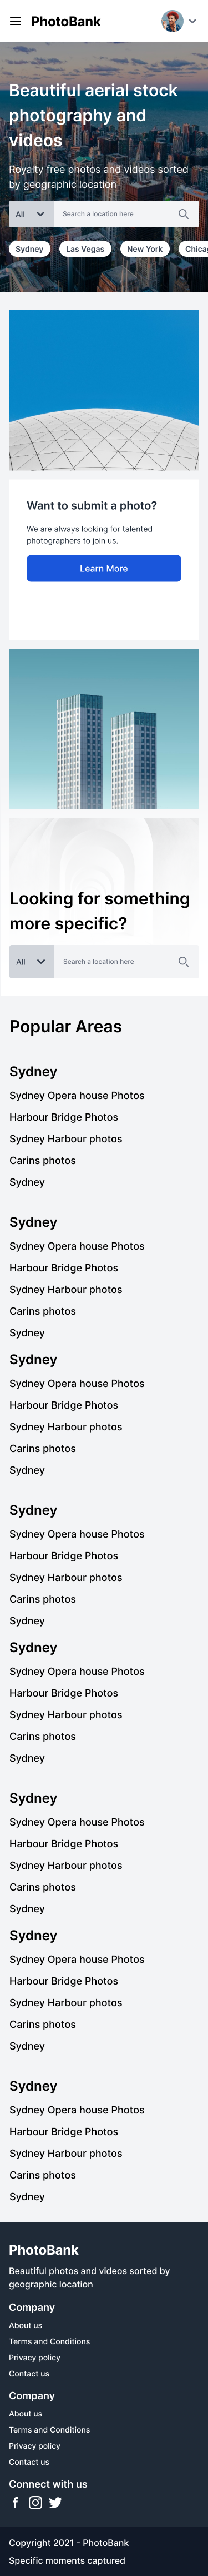 PhotoBank
Beautiful aerial stock
photography and
videos
Royalty free photos and videos sorted
by geographic location
All Search a location here
Sydney Las Vegas New York Chica
Want to submit a photo?
We are always looking for talented
photographers to join us.
Learn More
Looking for something
more specific?
All Search a location here
Popular Areas
Sydney
Sydney Opera house Photos
Harbour Bridge Photos
Sydney Harbour photos
Carins photos
Sydney
Sydney
Sydney Opera house Photos
Harbour Bridge Photos
Sydney Harbour photos
Carins photos
Sydney
Sydney
Sydney Opera house Photos
Harbour Bridge Photos
Sydney Harbour photos
Carins photos
Sydney
Sydney
Sydney Opera house Photos
Harbour Bridge Photos
Sydney Harbour photos
Carins photos
Sydney
Sydney
Sydney Opera house Photos
Harbour Bridge Photos
Sydney Harbour photos
Carins photos
Sydney
Sydney
Sydney Opera house Photos
Harbour Bridge Photos
Sydney Harbour photos
Carins photos
Sydney
Sydney
Sydney Opera house Photos
Harbour Bridge Photos
Sydney Harbour photos
Carins photos
Sydney
Sydney
Sydney Opera house Photos
Harbour Bridge Photos
Sydney Harbour photos
Carins photos
Sydney
PhotoBank
Beautiful photos and videos sorted by
geographic location
Company
About us
Terms and Conditions
Privacy policy
Contact us
Company
About us
Terms and Conditions
Privacy policy
Contact us
Connect with us
Copyright 2021 - PhotoBank
Specific moments captured